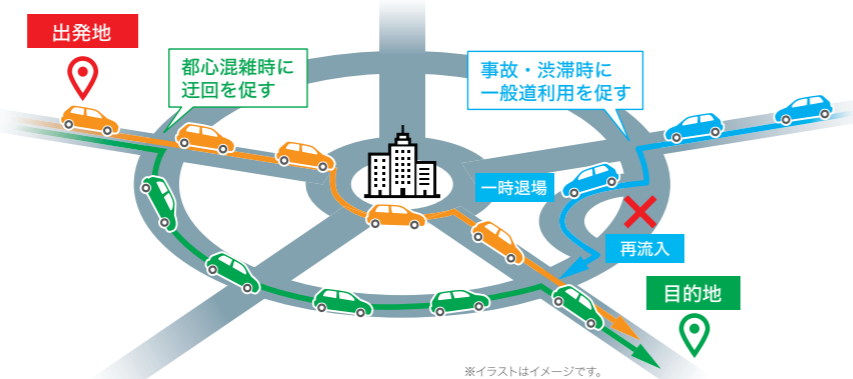 出発地
都心混雑時に
迂回を促す
事故・渋滞時に
一般道利用を促す
一時退場
再流入
目的地
※イラストはイメージです。